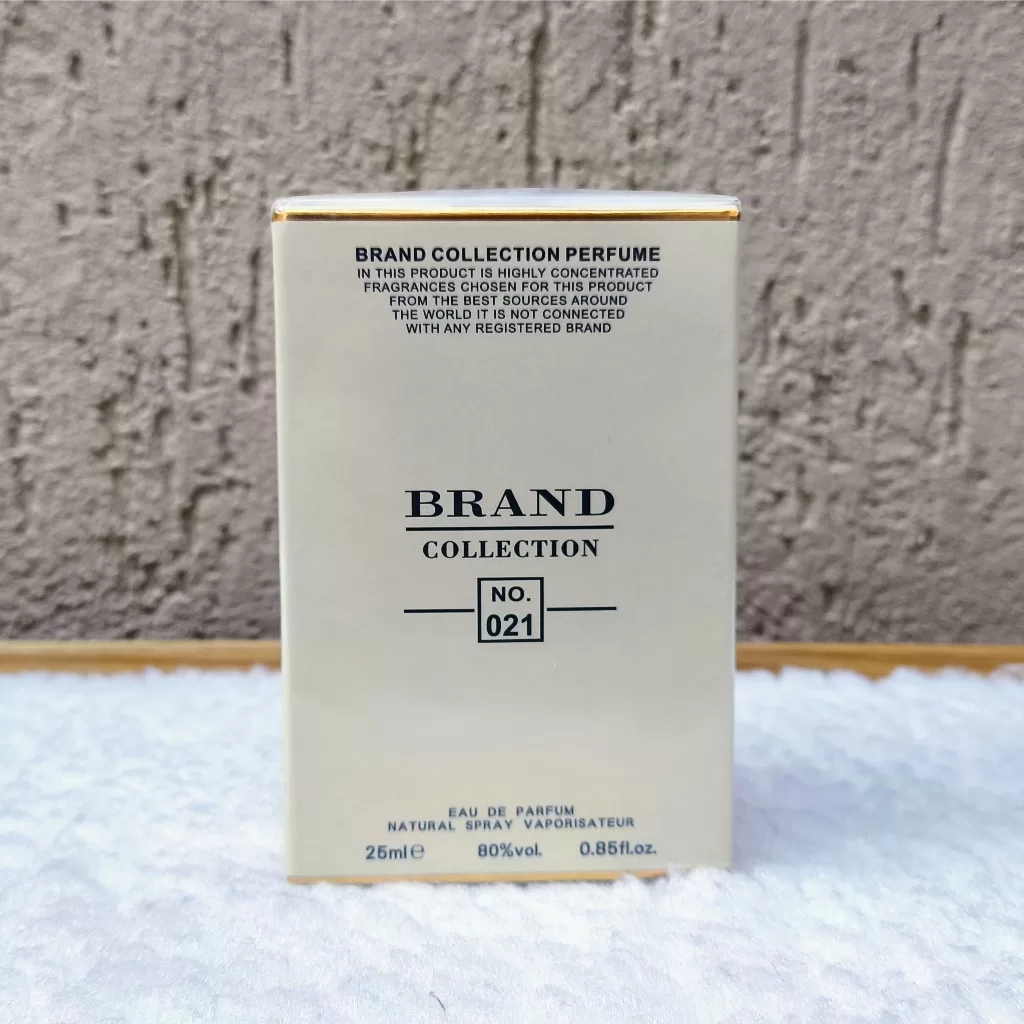 BRAND COLLECTION PERFUME
IN THIS PRODUCT IS HIGHLY CONCENTRATED
FRAGRANCES CHOSEN FOR THIS PRODUCT
FROM THE BEST SOURCES AROUND
THE WORLD IT IS NOT CONNECTED
WITH ANY REGISTERED BRAND
BRAND
COLLECTION
NO.
021
EAU DE PARFUM
NATURAL SPRAY VAPORISATEUR
25ml℮ 80%vol. 0.85fl.oz.